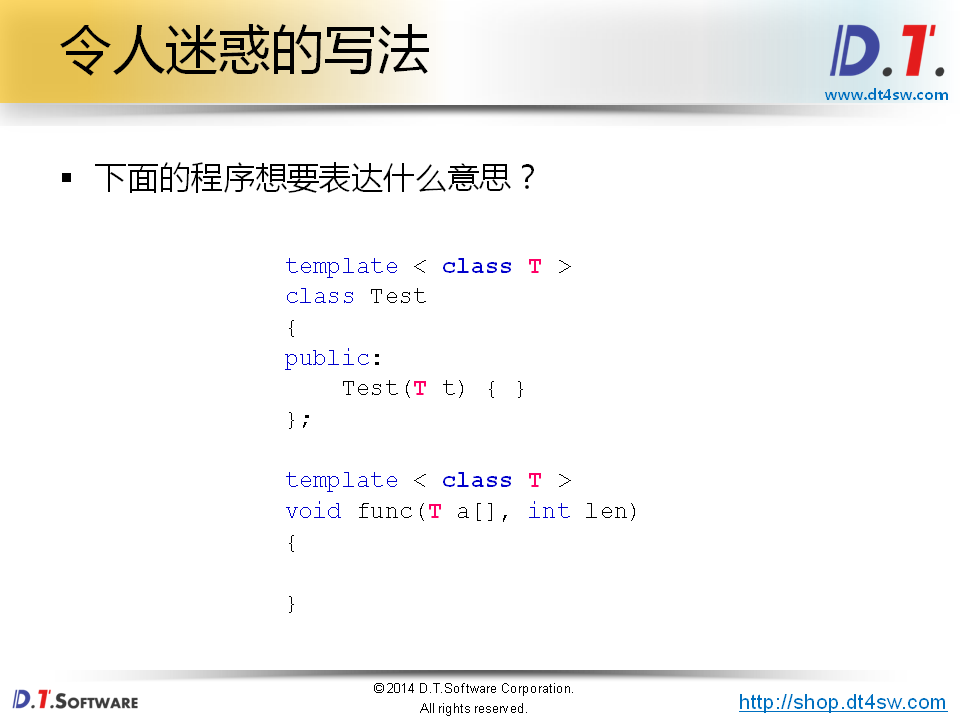 令人迷惑的写法
D.T.
www.dt4sw.com
▪ 下面的程序想要表达什么意思？
template < class T >
class Test
{
public:
    Test(T t) { }
};
template < class T >
void func(T a[], int len)
{
}
D.T.SOFTWARE
©2014 D.T.Software Corporation.
All rights reserved.
http://shop.dt4sw.com